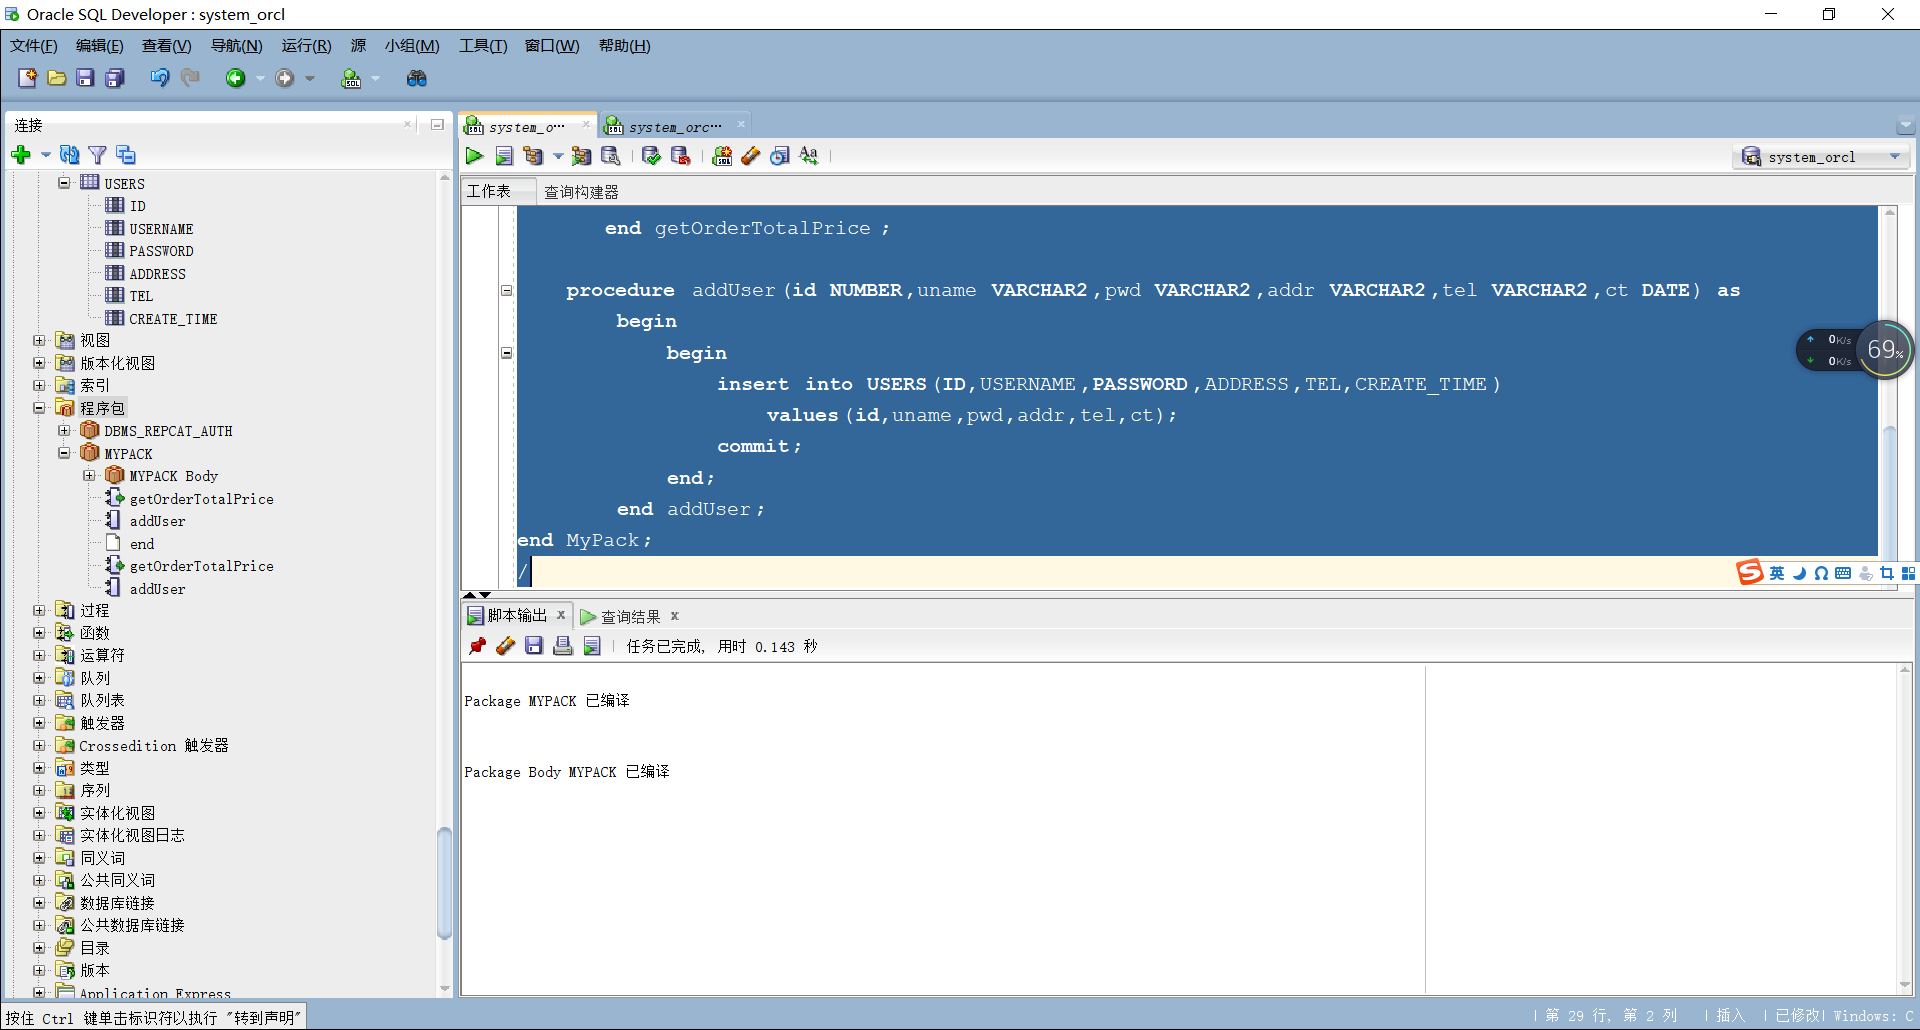 Oracle SQL Developer : system_orcl
文件(F) 编辑(E) 查看(V) 导航(N) 运行(R) 源 小组(M) 工具(T) 窗口(W) 帮助(H)
连接
USERS
ID
USERNAME
PASSWORD
ADDRESS
TEL
CREATE_TIME
视图
版本化视图
索引
程序包
DBMS_REPCAT_AUTH
MYPACK
MYPACK Body
getOrderTotalPrice
addUser
end
getOrderTotalPrice
addUser
过程
函数
运算符
队列
队列表
触发器
Crossedition 触发器
类型
序列
实体化视图
实体化视图日志
同义词
公共同义词
数据库链接
公共数据库链接
目录
版本
Application Express
system_o…
system_orc…
system_orcl
工作表 查询构建器
end getOrderTotalPrice ;
procedure addUser(id NUMBER,uname VARCHAR2,pwd VARCHAR2,addr VARCHAR2,tel VARCHAR2,ct DATE) as
begin
begin
insert into USERS(ID,USERNAME,PASSWORD,ADDRESS,TEL,CREATE_TIME)
values(id,uname,pwd,addr,tel,ct);
commit;
end;
end addUser;
end MyPack;
/
0K/s
0K/s
69%
英
脚本输出 查询结果
任务已完成, 用时 0.143 秒
Package MYPACK 已编译
Package Body MYPACK 已编译
按住 Ctrl 键单击标识符以执行 "转到声明"
第 29 行, 第 2 列 插入 已修改 Windows: C